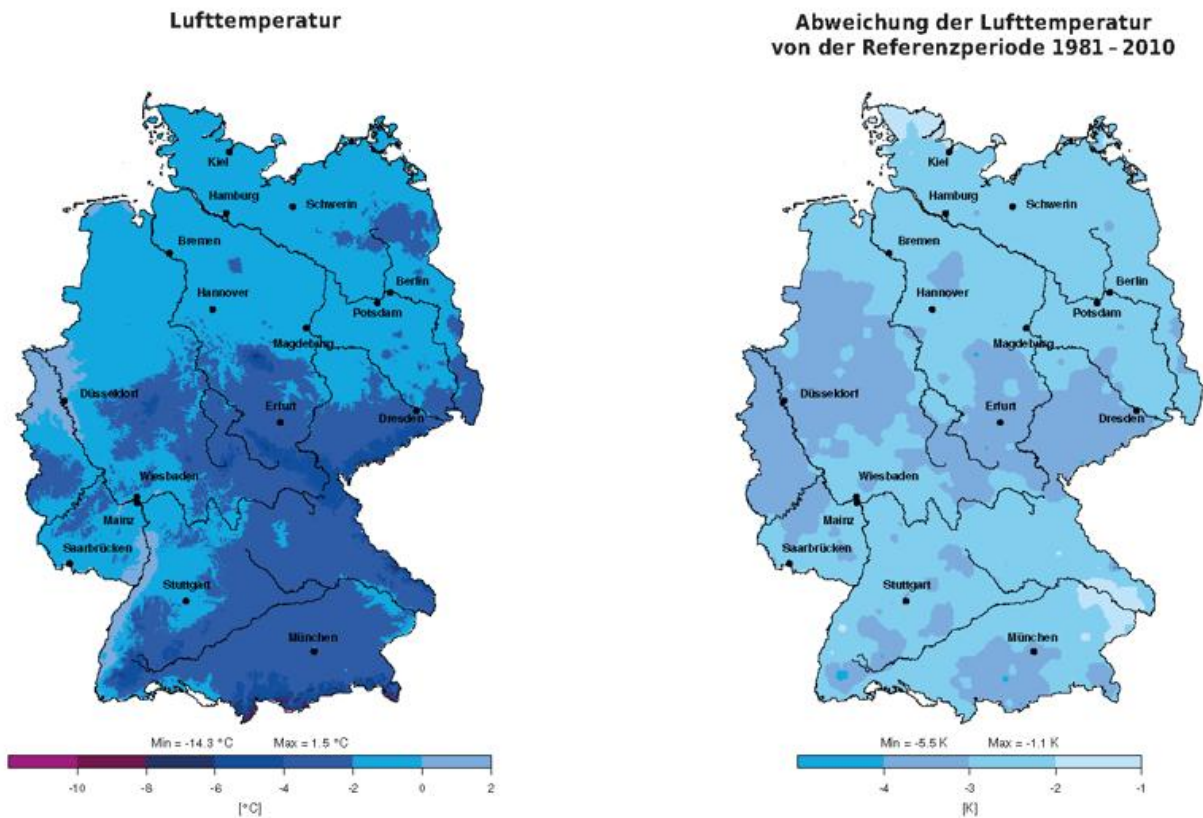 Lufttemperatur
Kiel
Hamburg
Schwerin
Bremen
Berlin
Hannover
Potsdam
Magdeburg
Düsseldorf
Erfurt
Dresden
Wiesbaden
Mainz
Saarbrücken
Stuttgart
München
Min = -14.3 °C Max = 1.5 °C
-10 -8 -6 -4 -2 0 2
[°C]
Abweichung der Lufttemperatur
von der Referenzperiode 1981 – 2010
Kiel
Hamburg
Schwerin
Bremen
Berlin
Hannover
Potsdam
Magdeburg
Düsseldorf
Erfurt
Dresden
Wiesbaden
Mainz
Saarbrücken
Stuttgart
München
Min = -5.5 K Max = -1.1 K
-4 -3 -2 -1
[K]